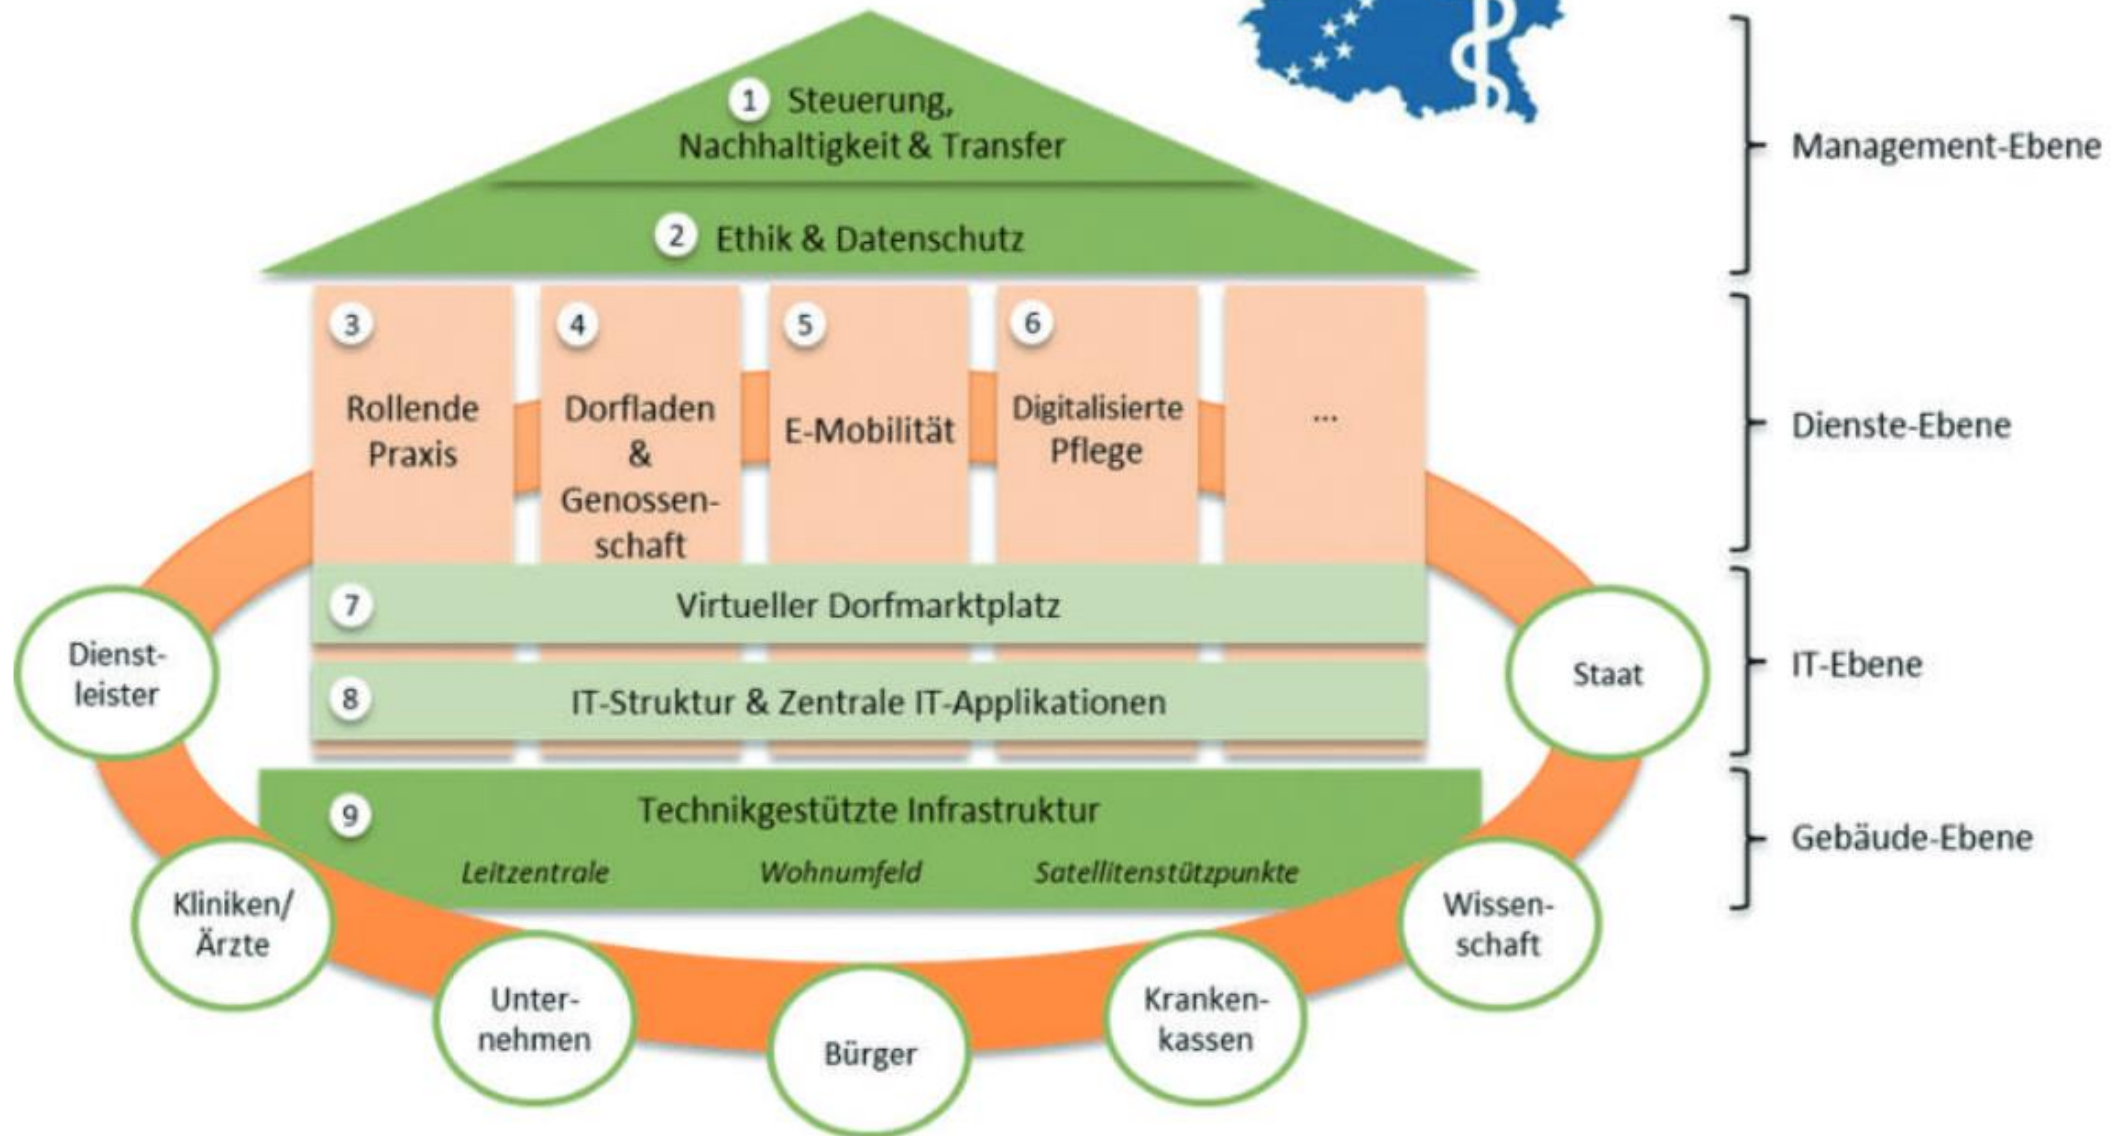 1 Steuerung,
Nachhaltigkeit & Transfer
2 Ethik & Datenschutz
Management-Ebene
3
Rollende
Praxis
4
Dorfladen
&
Genossen-
schaft
5
E-Mobilität
6
Digitalisierte
Pflege
...
Dienste-Ebene
7 Virtueller Dorfmarktplatz
8 IT-Struktur & Zentrale IT-Applikationen
IT-Ebene
9 Technikgestützte Infrastruktur
Leitzentrale Wohnumfeld Satellitenstützpunkte
Gebäude-Ebene
Dienst-
leister
Kliniken/
Ärzte
Unter-
nehmen
Bürger
Kranken-
kassen
Wissen-
schaft
Staat